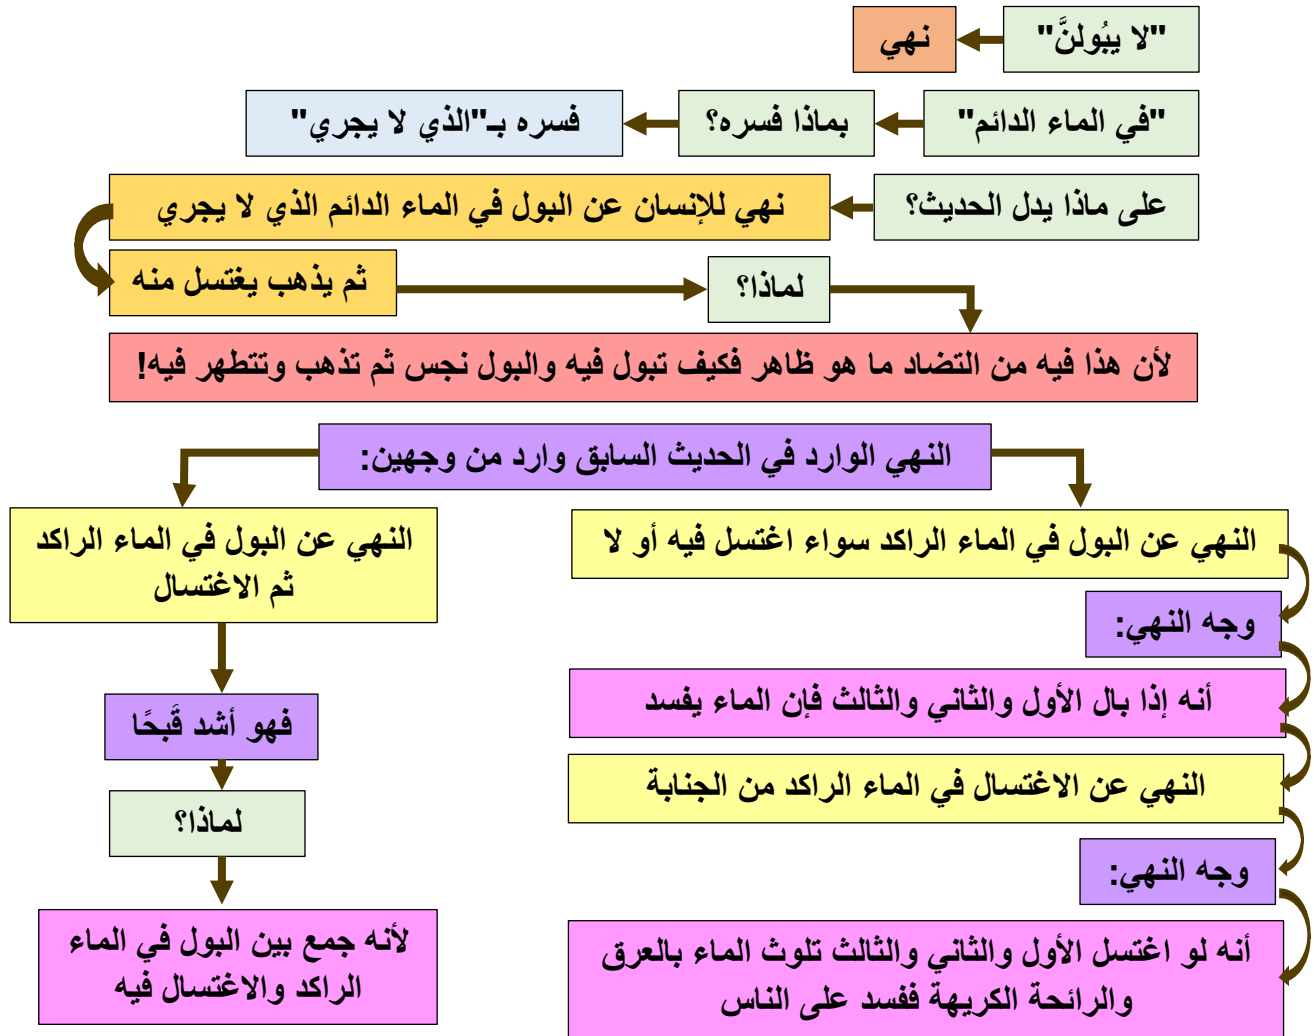 "لا يبُولنَّ"
نهي
"في الماء الدائم"
بماذا فسره؟
فسره بـ"الذي لا يجري"
على ماذا يدل الحديث؟
نهي للإنسان عن البول في الماء الدائم الذي لا يجري
ثم يذهب يغتسل منه
لماذا؟
لأن هذا فيه من التضاد ما هو ظاهر فكيف تبول فيه والبول نجس ثم تذهب وتتطهر فيه!
النهي الوارد في الحديث السابق وارد من وجهين:
النهي عن البول في الماء الراكد سواء اغتسل فيه أو لا
وجه النهي:
أنه إذا بال الأول والثاني والثالث فإن الماء يفسد
النهي عن الاغتسال في الماء الراكد من الجنابة
وجه النهي:
أنه لو اغتسل الأول والثاني والثالث تلوث الماء بالعرق
والرائحة الكريهة ففسد على الناس
النهي عن البول في الماء الراكد
ثم الاغتسال
فهو أشد قَبحًا
لماذا؟
لأنه جمع بين البول في الماء
الراكد والاغتسال فيه